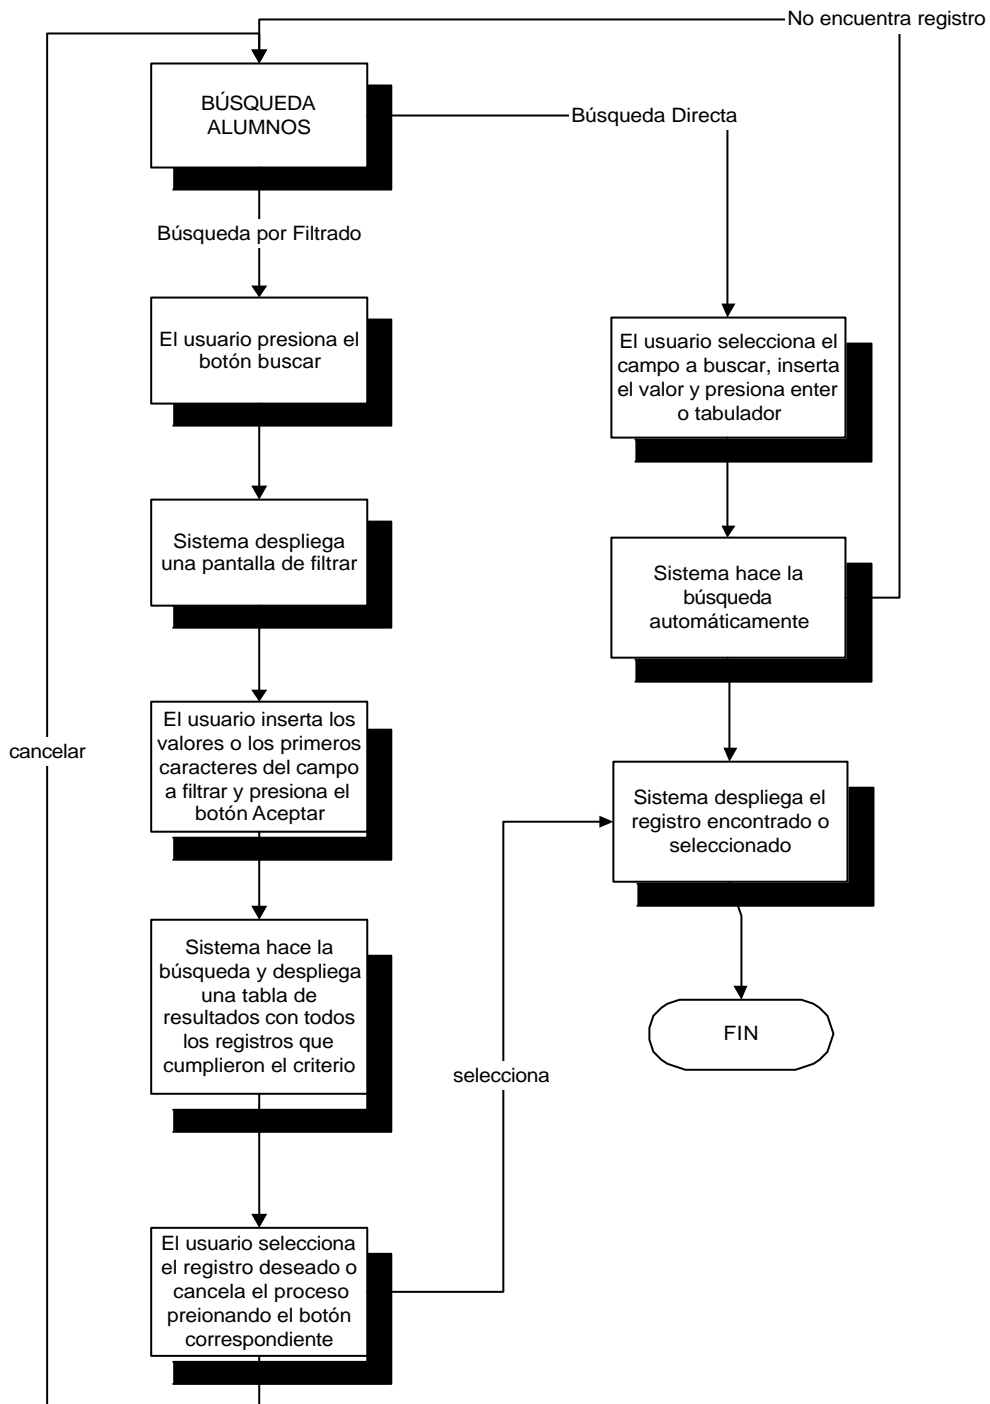 No encuentra registro
BÚSQUEDA
ALUMNOS
Búsqueda Directa
Búsqueda por Filtrado
El usuario presiona el
botón buscar
El usuario selecciona el
campo a buscar, inserta
el valor y presiona enter
o tabulador
Sistema despliega
una pantalla de filtrar
Sistema hace la
búsqueda
automáticamente
El usuario inserta los
valores o los primeros
caracteres del campo
a filtrar y presiona el
botón Aceptar
cancelar
Sistema despliega el
registro encontrado o
seleccionado
Sistema hace la
búsqueda y despliega
una tabla de
resultados con todos
los registros que
cumplieron el criterio
FIN
selecciona
El usuario selecciona
el registro deseado o
cancela el proceso
preionando el botón
correspondiente